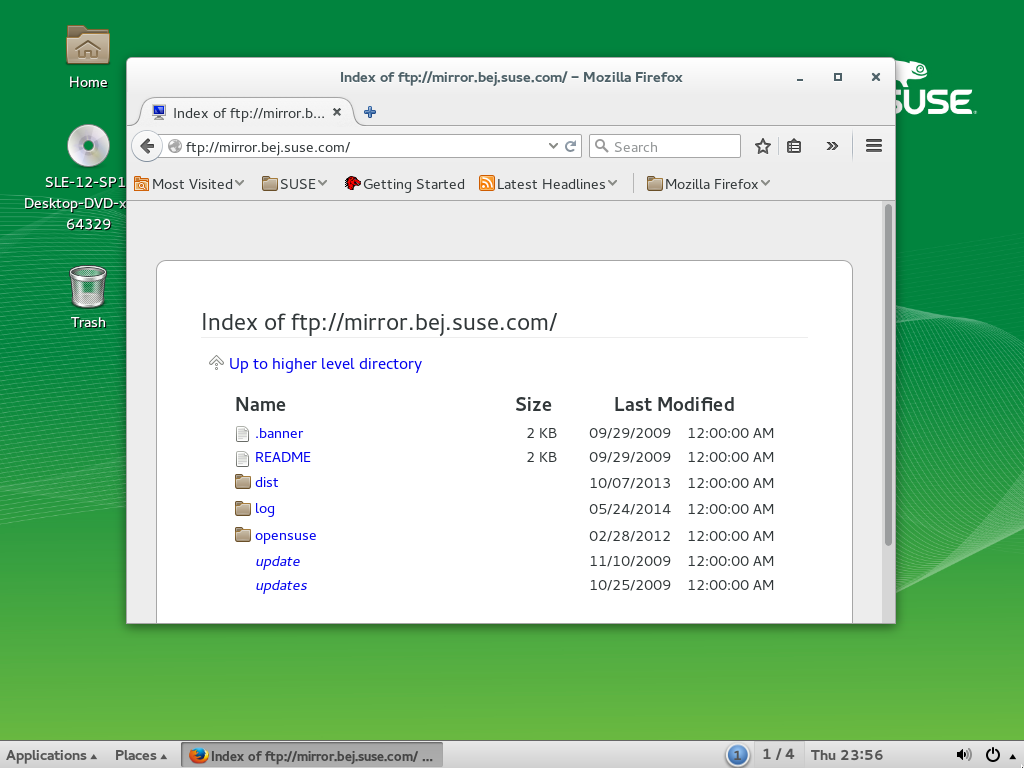 Home
SLE-12-SP1
Desktop-DVD-x
64329
Trash
SUSE
Index of ftp://mirror.bej.suse.com/ – Mozilla Firefox
Index of ftp://mirror.b...
ftp://mirror.bej.suse.com/
Search
Most Visited
SUSE
Getting Started
Latest Headlines
Mozilla Firefox
Index of ftp://mirror.bej.suse.com/
Up to higher level directory
Name Size Last Modified
.banner 2 KB 09/29/2009 12:00:00 AM
README 2 KB 09/29/2009 12:00:00 AM
dist 10/07/2013 12:00:00 AM
log 05/24/2014 12:00:00 AM
opensuse 02/28/2012 12:00:00 AM
update 11/10/2009 12:00:00 AM
updates 10/25/2009 12:00:00 AM
Applications
Places
Index of ftp://mirror.bej.suse.com/ ...
1
1 / 4
Thu 23:56